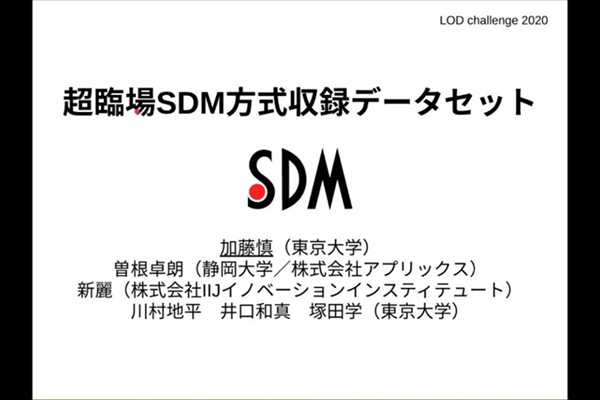 LOD challenge 2020
超臨場SDM方式収録データセット
SDM
加藤慎（東京大学）
曽根卓朗（静岡大学／株式会社アプリックス）
新麗（株式会社IIJイノベーションインスティテュート）
川村地平　井口和真　塚田学（東京大学）